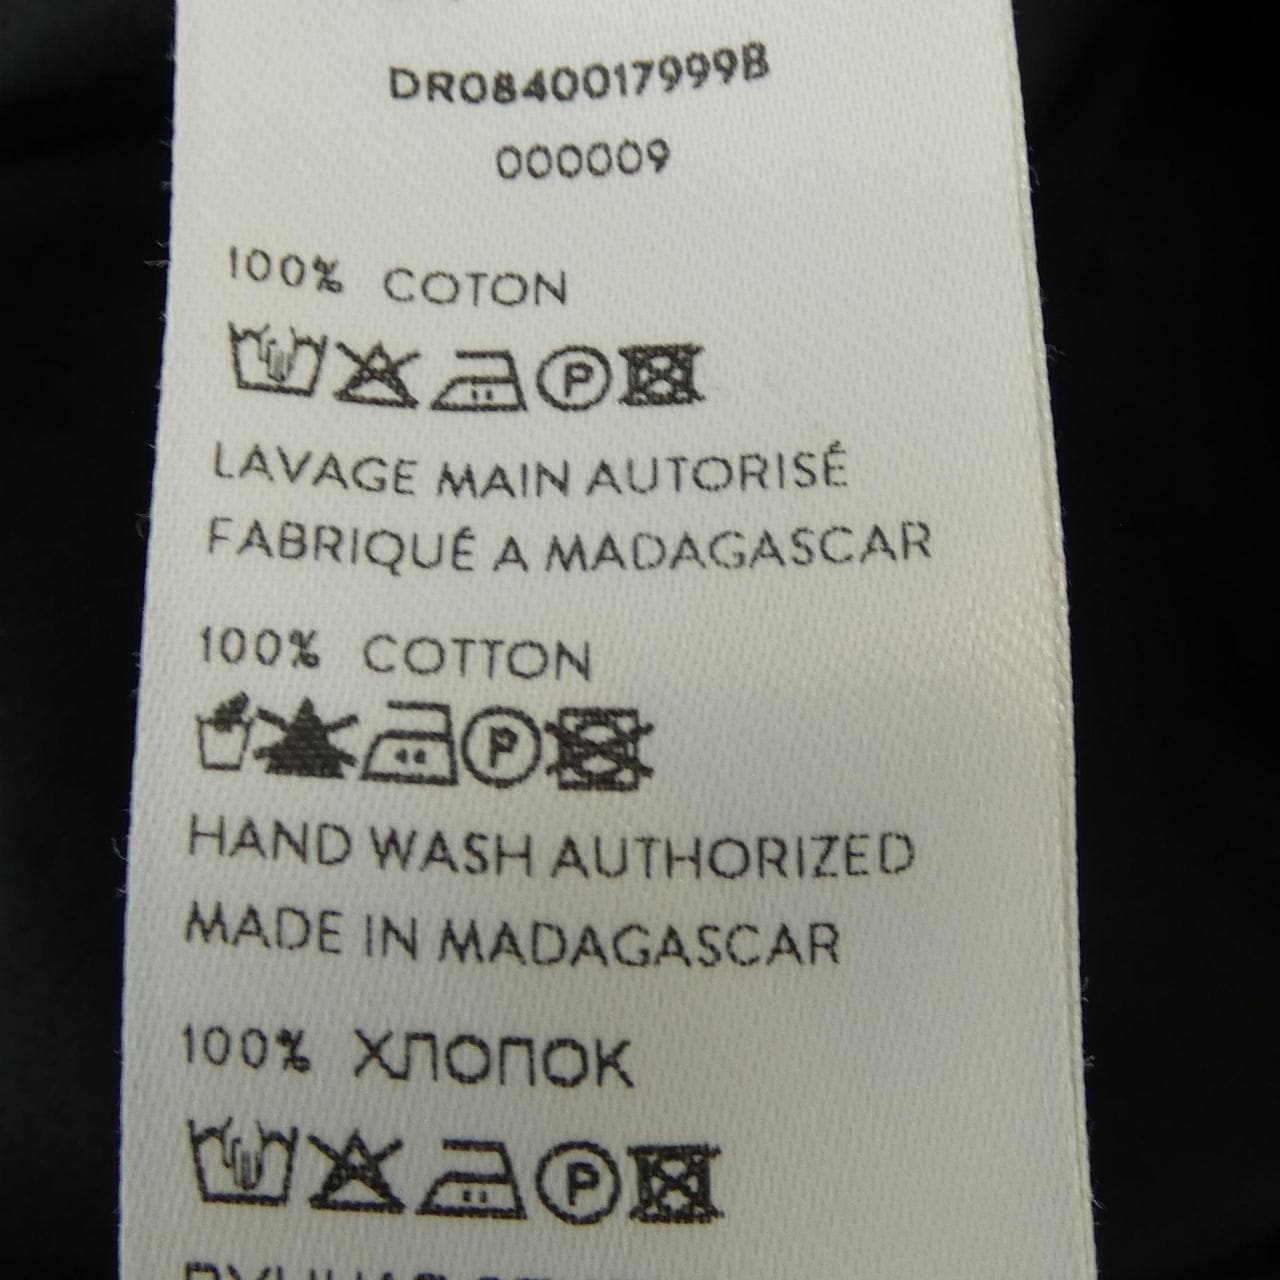 DR0840017999B
000009
100% COTON
LAVAGE MAIN AUTORISÉ
FABRIQUÉ A MADAGASCAR
100% COTTON
HAND WASH AUTHORIZED
MADE IN MADAGASCAR
100% ХЛОПОК